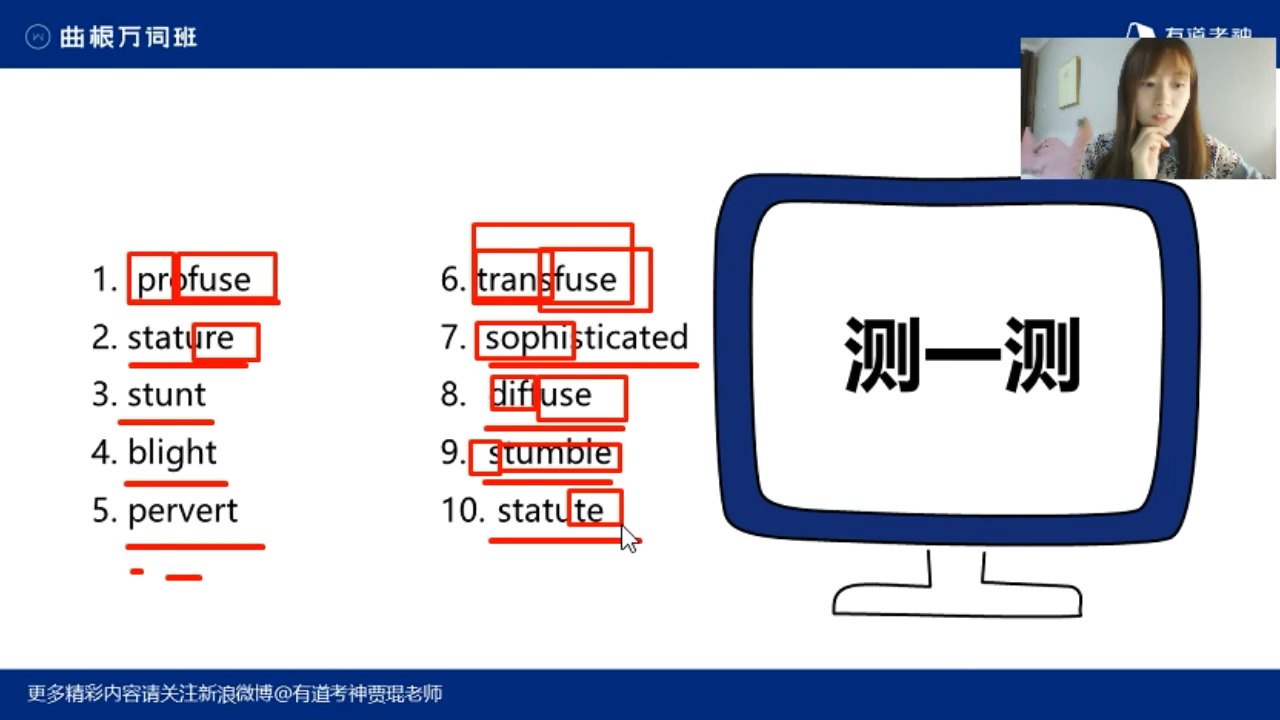 曲根万词班
有道考神
1. profuse
2. stature
3. stunt
4. blight
5. pervert
6. transfuse
7. sophisticated
8. diffuse
9. stumble
10. statute
测一测
更多精彩内容请关注新浪微博@有道考神贾琨老师